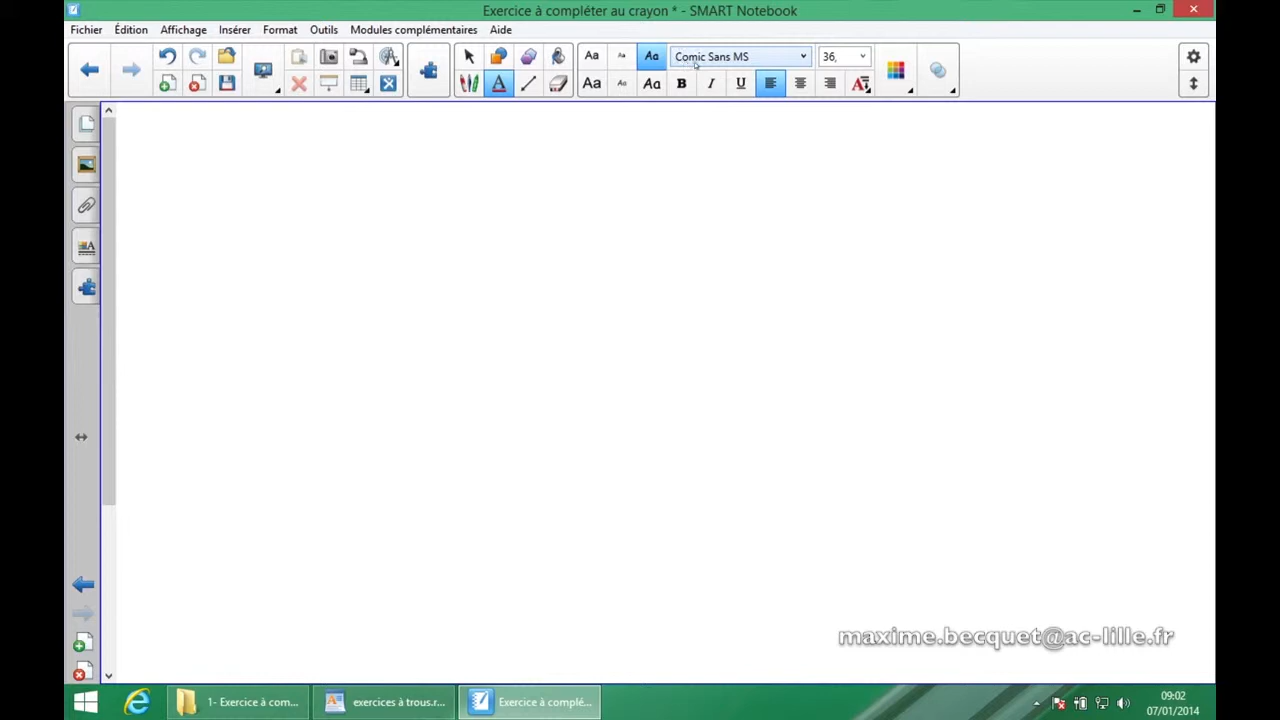 Exercice à compléter au crayon * - SMART Notebook
Fichier Édition Affichage Insérer Format Outils Modules complémentaires Aide
Aa Aa Aa Comic Sans MS 36,
A Aa Aa Aa B I U A
maxime.becquet@ac-lille.fr
1- Exercice à com... exercices à trous.r... Exercice à complé...
09:02
07/01/2014